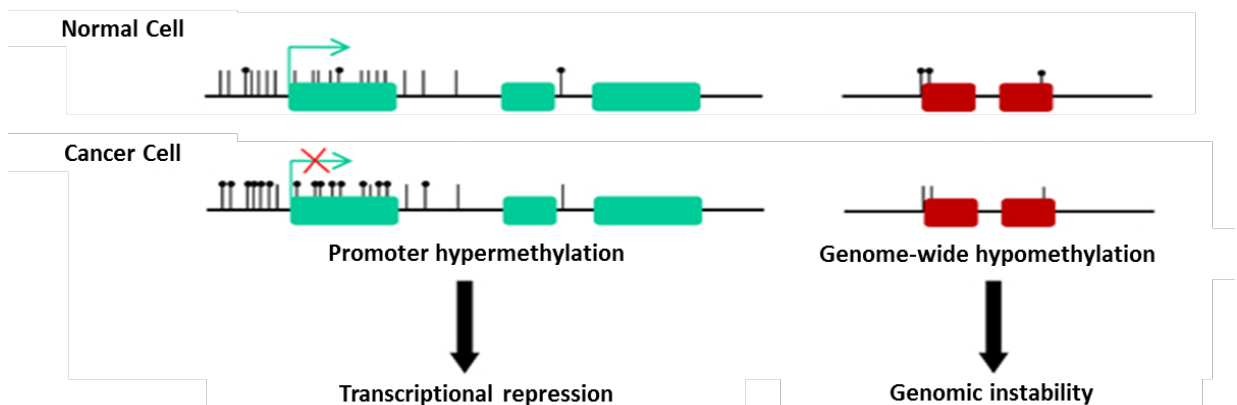 Normal Cell
Cancer Cell
Promoter hypermethylation
Genome-wide hypomethylation
Transcriptional repression
Genomic instability